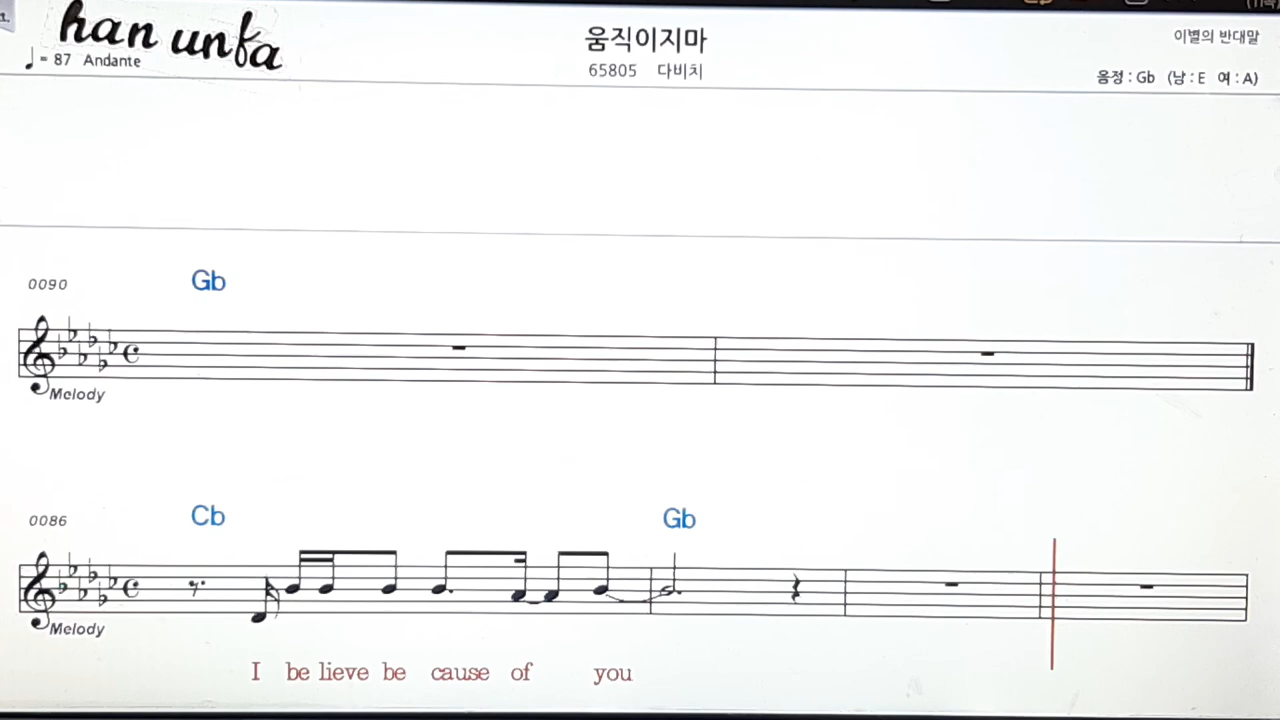 han unfa
움직이지마
이별의 반대말
♩ = 87 Andante
65805 다비치
음정 : Gb (남 : E 여 : A)
0090
Gb
Melody
0086
Cb Gb
Melody
I be lieve be cause of you